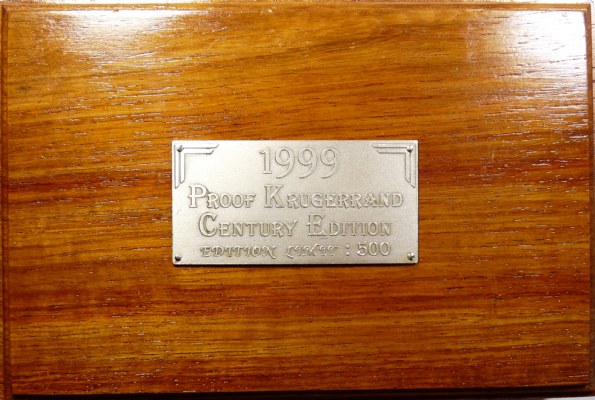 1999
PROOF KRUGERRAND
CENTURY EDITION
EDITION LIMIT : 500